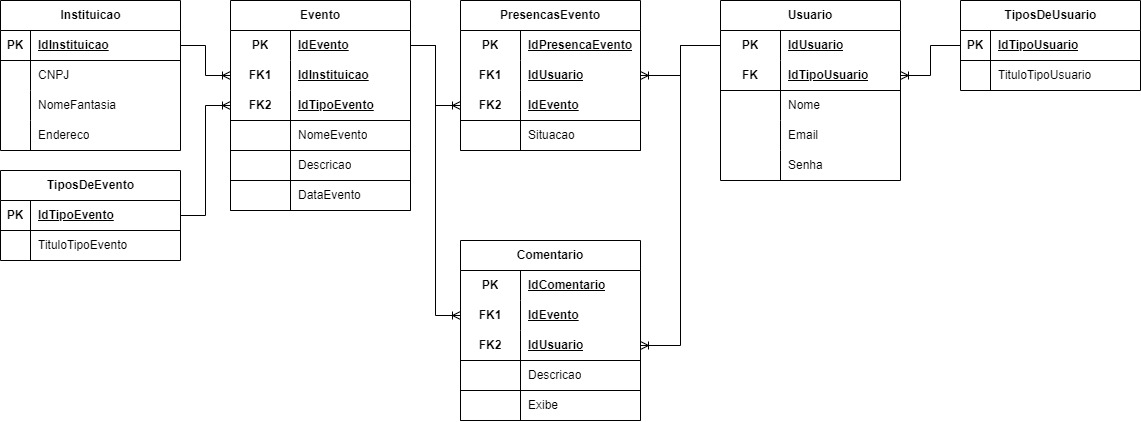 Instituicao
PK IdInstituicao
CNPJ
NomeFantasia
Endereco
TiposDeEvento
PK IdTipoEvento
TituloTipoEvento
Evento
PK IdEvento
FK1 IdInstituicao
FK2 IdTipoEvento
NomeEvento
Descricao
DataEvento
PresencasEvento
PK IdPresencaEvento
FK1 IdUsuario
FK2 IdEvento
Situacao
Comentario
PK IdComentario
FK1 IdEvento
FK2 IdUsuario
Descricao
Exibe
Usuario
PK IdUsuario
FK IdTipoUsuario
Nome
Email
Senha
TiposDeUsuario
PK IdTipoUsuario
TituloTipoUsuario